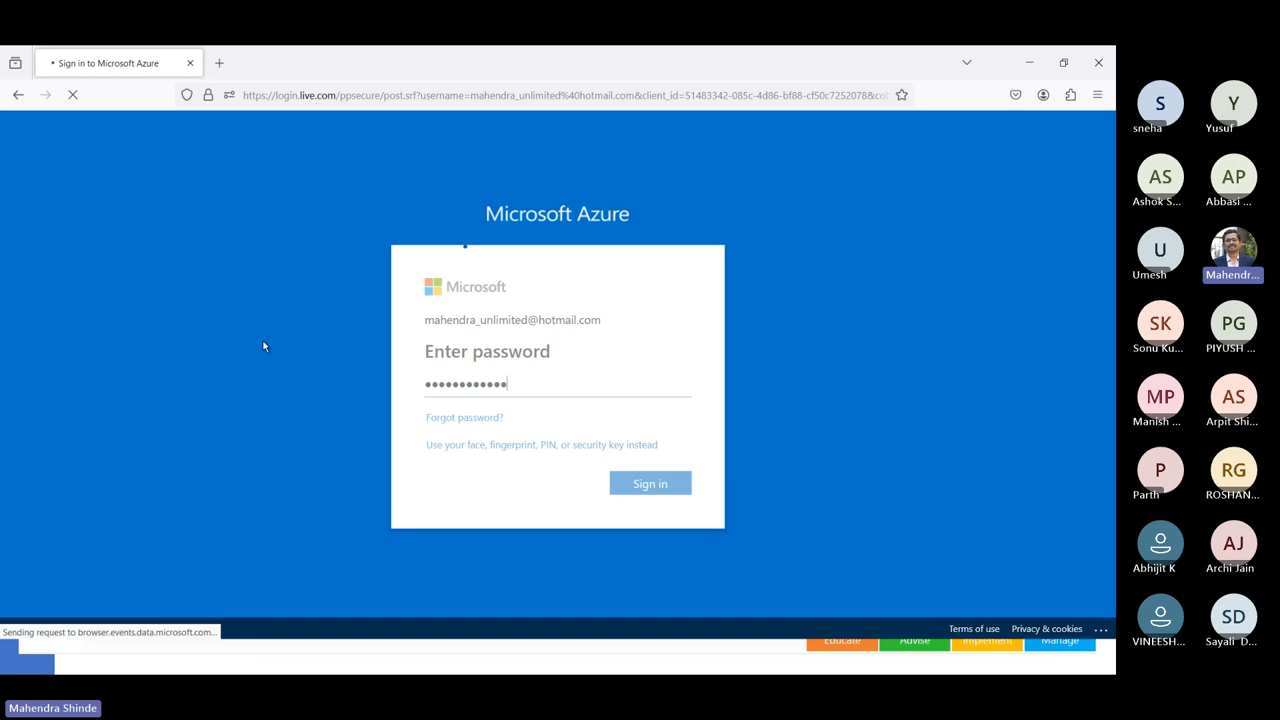 Sign in to Microsoft Azure
https://login.live.com/ppsecure/post.srf?username=mahendra_unlimited%40hotmail.com&client_id=51483342-085c-4d86-bf88-cf50c7252078&co
Microsoft Azure
Microsoft
mahendra_unlimited@hotmail.com
Enter password
••••••••••••
Forgot password?
Use your face, fingerprint, PIN, or security key instead
Sign in
Sending request to browser.events.data.microsoft.com...
Terms of use Privacy & cookies ...
Educate Advise Implement Manage
S Y
sneha Yusuf
AS AP
Ashok S... Abbasi ...
U
Umesh Mahendr...
SK PG
Sonu Ku... PIYUSH ...
MP AS
Manish ... Arpit Shi...
P RG
Parth ROSHAN...
AJ
Abhijit K Archi Jain
SD
VINEESH... Sayali D...
Mahendra Shinde